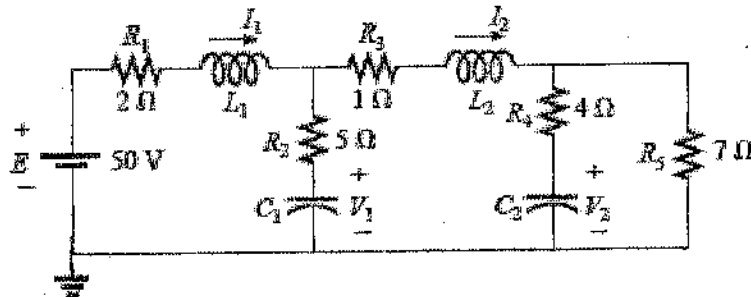 I₁ I₂
R₁ R₃
2 Ω L₁ 1 Ω L₂
+ E − 50 V
R₂ 5 Ω R₄ 4 Ω R₅ 7 Ω
C₁ + V₁ − C₂ + V₂ −